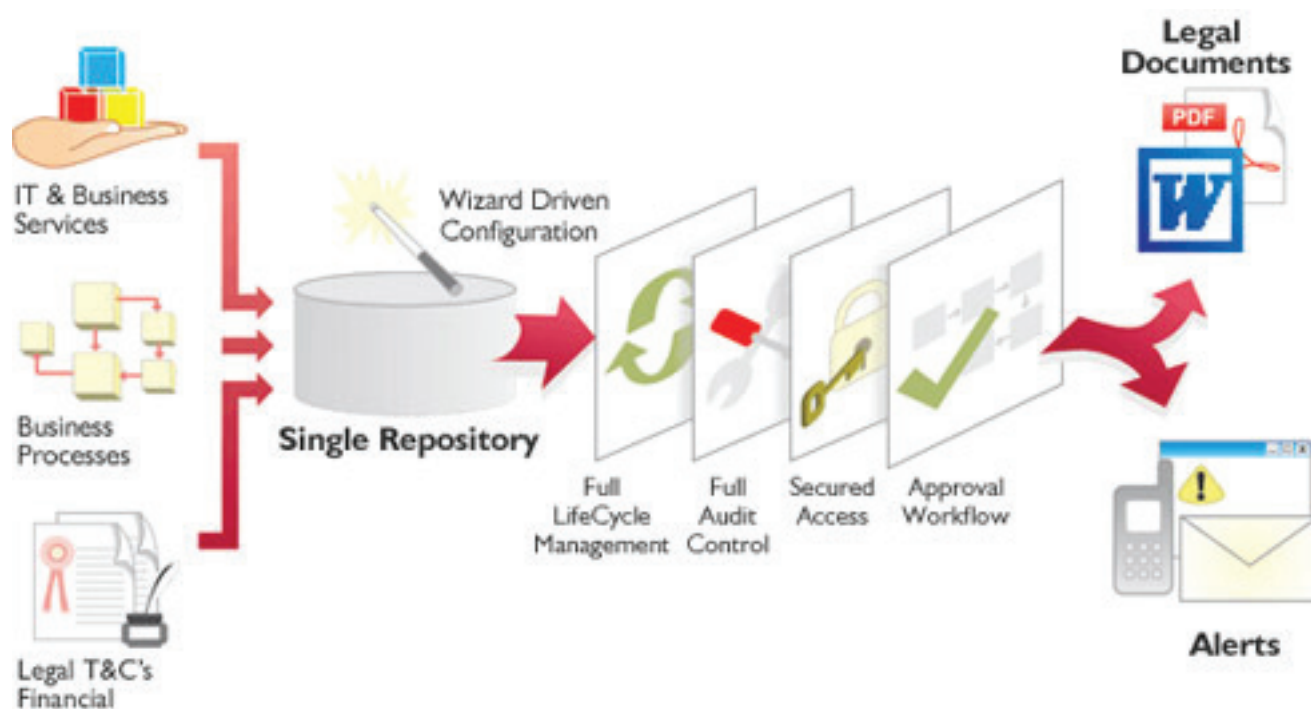 IT & Business
Services
Business
Processes
Legal T&C's
Financial
Wizard Driven
Configuration
Single Repository
Full
LifeCycle
Management
Full
Audit
Control
Secured
Access
Approval
Workflow
Legal
Documents
PDF
W
Alerts